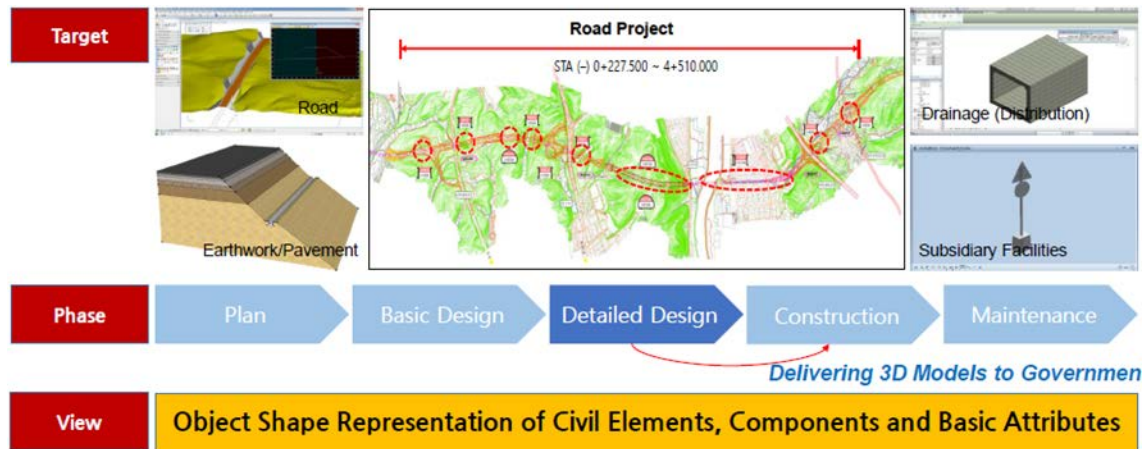 Target
Road
Earthwork/Pavement
Road Project
STA (–) 0+227.500 ~ 4+510.000
Drainage (Distribution)
Subsidiary Facilities
Phase
Plan
Basic Design
Detailed Design
Construction
Maintenance
Delivering 3D Models to Governmen
View
Object Shape Representation of Civil Elements, Components and Basic Attributes